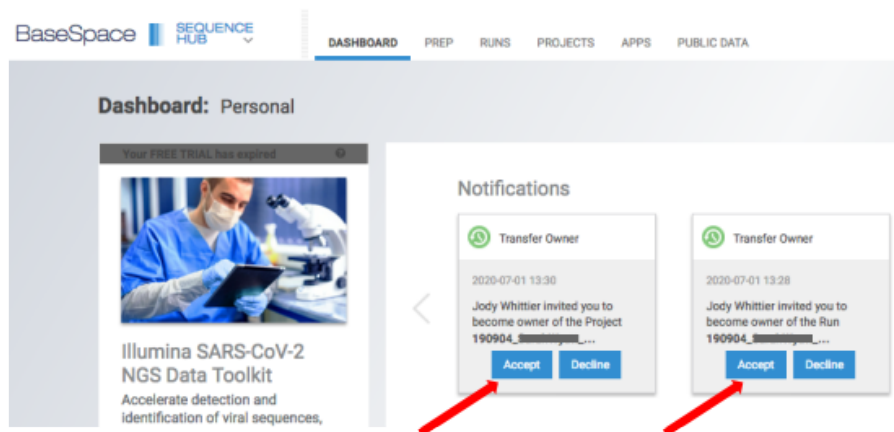 BaseSpace SEQUENCE HUB
DASHBOARD PREP RUNS PROJECTS APPS PUBLIC DATA
Dashboard: Personal
Your FREE TRIAL has expired
Illumina SARS-CoV-2
NGS Data Toolkit
Accelerate detection and
identification of viral sequences,
Notifications
Transfer Owner
2020-07-01 13:30
Jody Whittier invited you to
become owner of the Project
190904_
Accept Decline
Transfer Owner
2020-07-01 13:28
Jody Whittier invited you to
become owner of the Run
190904_
Accept Decline